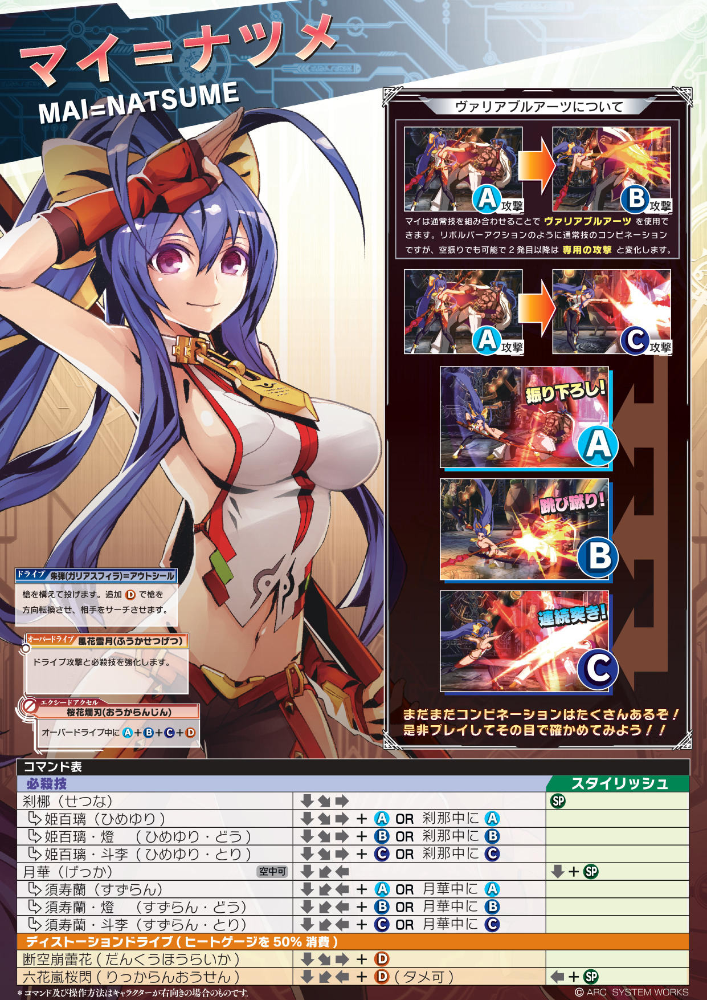 マイ=ナツメ
MAI=NATSUME
ヴァリアブルアーツについて
A 攻撃
B 攻撃
マイは通常技を組み合わせることで ヴァリアブルアーツ を使用で
きます。リボルバーアクションのように通常技のコンビネーション
ですが、空振りでも可能で 2 発目以降は 専用の攻撃 と変化します。
A 攻撃
C 攻撃
振り下ろし!
A
跳び蹴り!
B
連続突き!
C
まだまだコンビネーションはたくさんあるぞ!
是非プレイしてその目で確かめてみよう!!
ドライブ 朱弾(ガリアスフィラ)=アウトシール
槍を構えて投げます。追加 D で槍を
方向転換させ、相手をサーチさせます。
オーバードライブ 風花雪月(ふうかせつげつ)
ドライブ攻撃と必殺技を強化します。
エクシードアクセル
桜花爛刃(おうからんじん)
オーバードライブ中に A+B+C+D
コマンド表
必殺技 スタイリッシュ
刹梛(せつな) ⬇⬊➡ SP
姫百璃(ひめゆり) ⬇⬊➡ + A OR 刹那中に A
姫百璃・燈 (ひめゆり・どう) ⬇⬊➡ + B OR 刹那中に B
姫百璃・斗李(ひめゆり・とり) ⬇⬊➡ + C OR 刹那中に C
月華(げっか) 空中可 ⬇⬋⬅ ⬇+SP
須寿蘭(すずらん) ⬇⬋⬅ + A OR 月華中に A
須寿蘭・燈 (すずらん・どう) ⬇⬋⬅ + B OR 月華中に B
須寿蘭・斗李(すずらん・とり) ⬇⬋⬅ + C OR 月華中に C
ディストーションドライブ(ヒートゲージを 50% 消費)
断空崩蕾花(だんくうほうらいか) ⬇⬊➡ + D
六花嵐桜閃(りっからんおうせん) ⬇⬋⬅ + D(タメ可) ⬅+SP
*コマンド及び操作方法はキャラクターが右向きの場合のものです。
© ARC SYSTEM WORKS